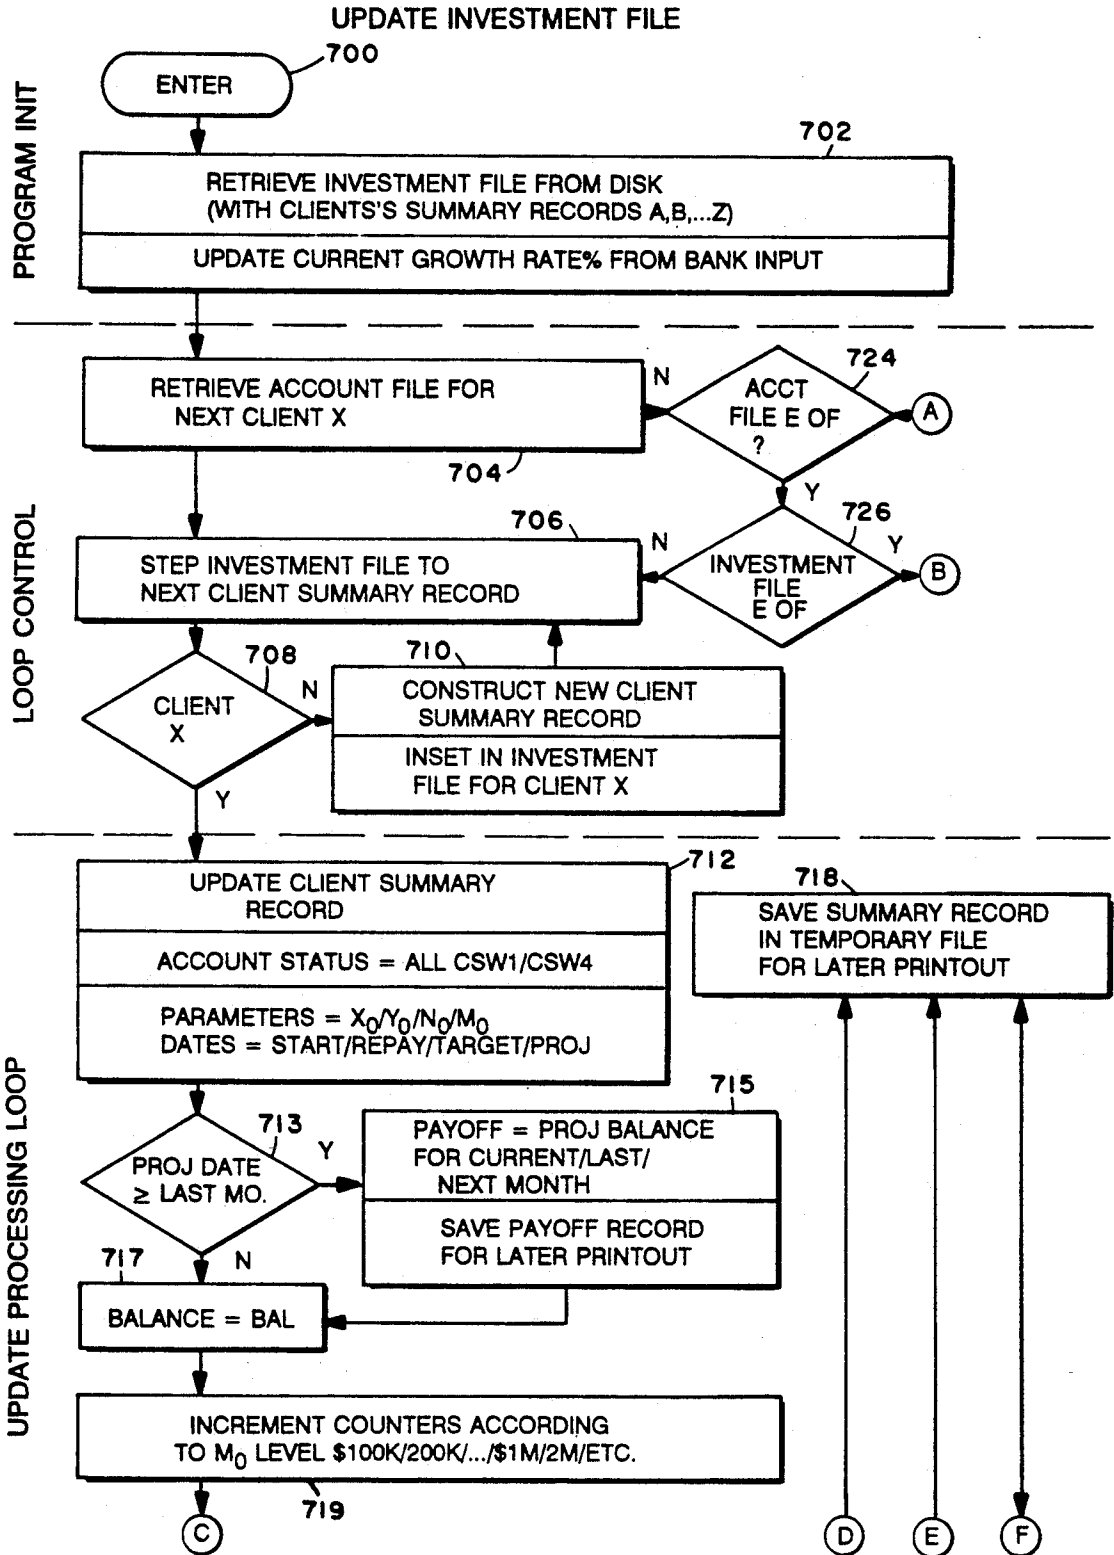 UPDATE INVESTMENT FILE
700
ENTER
PROGRAM INIT
702
RETRIEVE INVESTMENT FILE FROM DISK
(WITH CLIENTS'S SUMMARY RECORDS A,B,...Z)
UPDATE CURRENT GROWTH RATE% FROM BANK INPUT
LOOP CONTROL
RETRIEVE ACCOUNT FILE FOR
NEXT CLIENT X
704
N
724
ACCT
FILE E OF
?
A
Y
706
STEP INVESTMENT FILE TO
NEXT CLIENT SUMMARY RECORD
N
726
INVESTMENT
FILE
E OF
Y
B
708
CLIENT
X
N
Y
710
CONSTRUCT NEW CLIENT
SUMMARY RECORD
INSET IN INVESTMENT
FILE FOR CLIENT X
UPDATE PROCESSING LOOP
712
UPDATE CLIENT SUMMARY
RECORD
ACCOUNT STATUS = ALL CSW1/CSW4
PARAMETERS = X0/Y0/N0/M0
DATES = START/REPAY/TARGET/PROJ
718
SAVE SUMMARY RECORD
IN TEMPORARY FILE
FOR LATER PRINTOUT
713
PROJ DATE
≥ LAST MO.
Y
N
715
PAYOFF = PROJ BALANCE
FOR CURRENT/LAST/
NEXT MONTH
SAVE PAYOFF RECORD
FOR LATER PRINTOUT
717
BALANCE = BAL
INCREMENT COUNTERS ACCORDING
TO M0 LEVEL $100K/200K/.../$1M/2M/ETC.
719
C
D
E
F